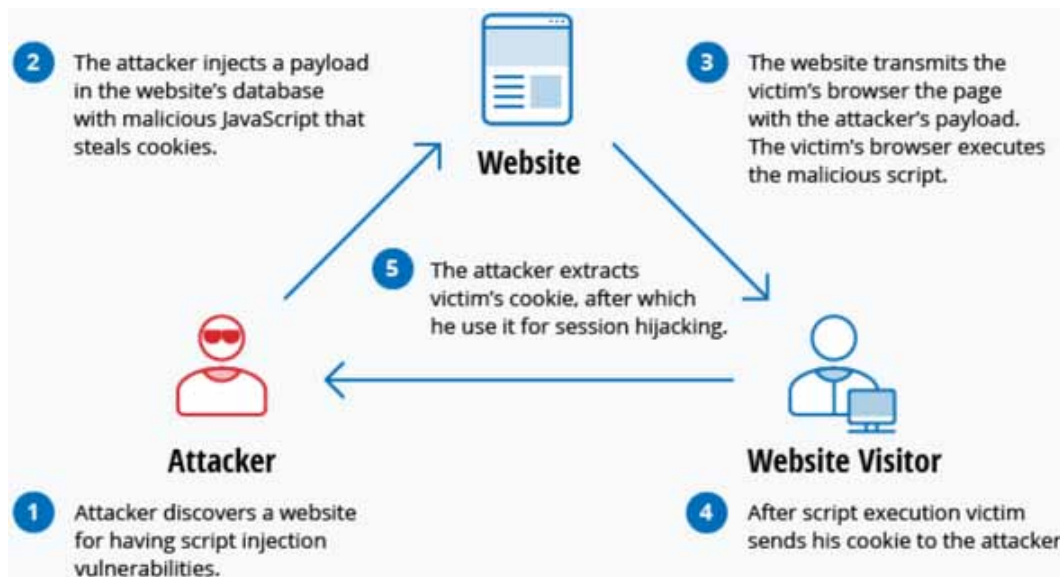 2
The attacker injects a payload
in the website's database
with malicious JavaScript that
steals cookies.
Website
3
The website transmits the
victim's browser the page
with the attacker's payload.
The victim's browser executes
the malicious script.
5
The attacker extracts
victim's cookie, after which
he use it for session hijacking.
Attacker
1
Attacker discovers a website
for having script injection
vulnerabilities.
Website Visitor
4
After script execution victim
sends his cookie to the attacker